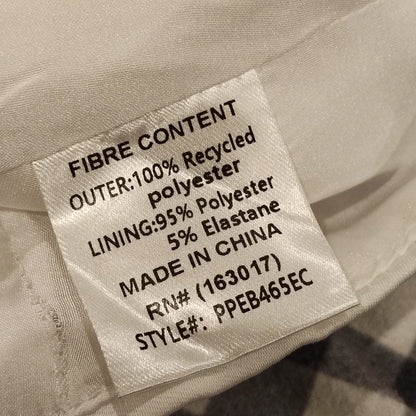 FIBRE CONTENT
OUTER:100% Recycled
polyester
LINING:95% Polyester
5% Elastane
MADE IN CHINA
RN# (163017)
STYLE#: PPEB465EC